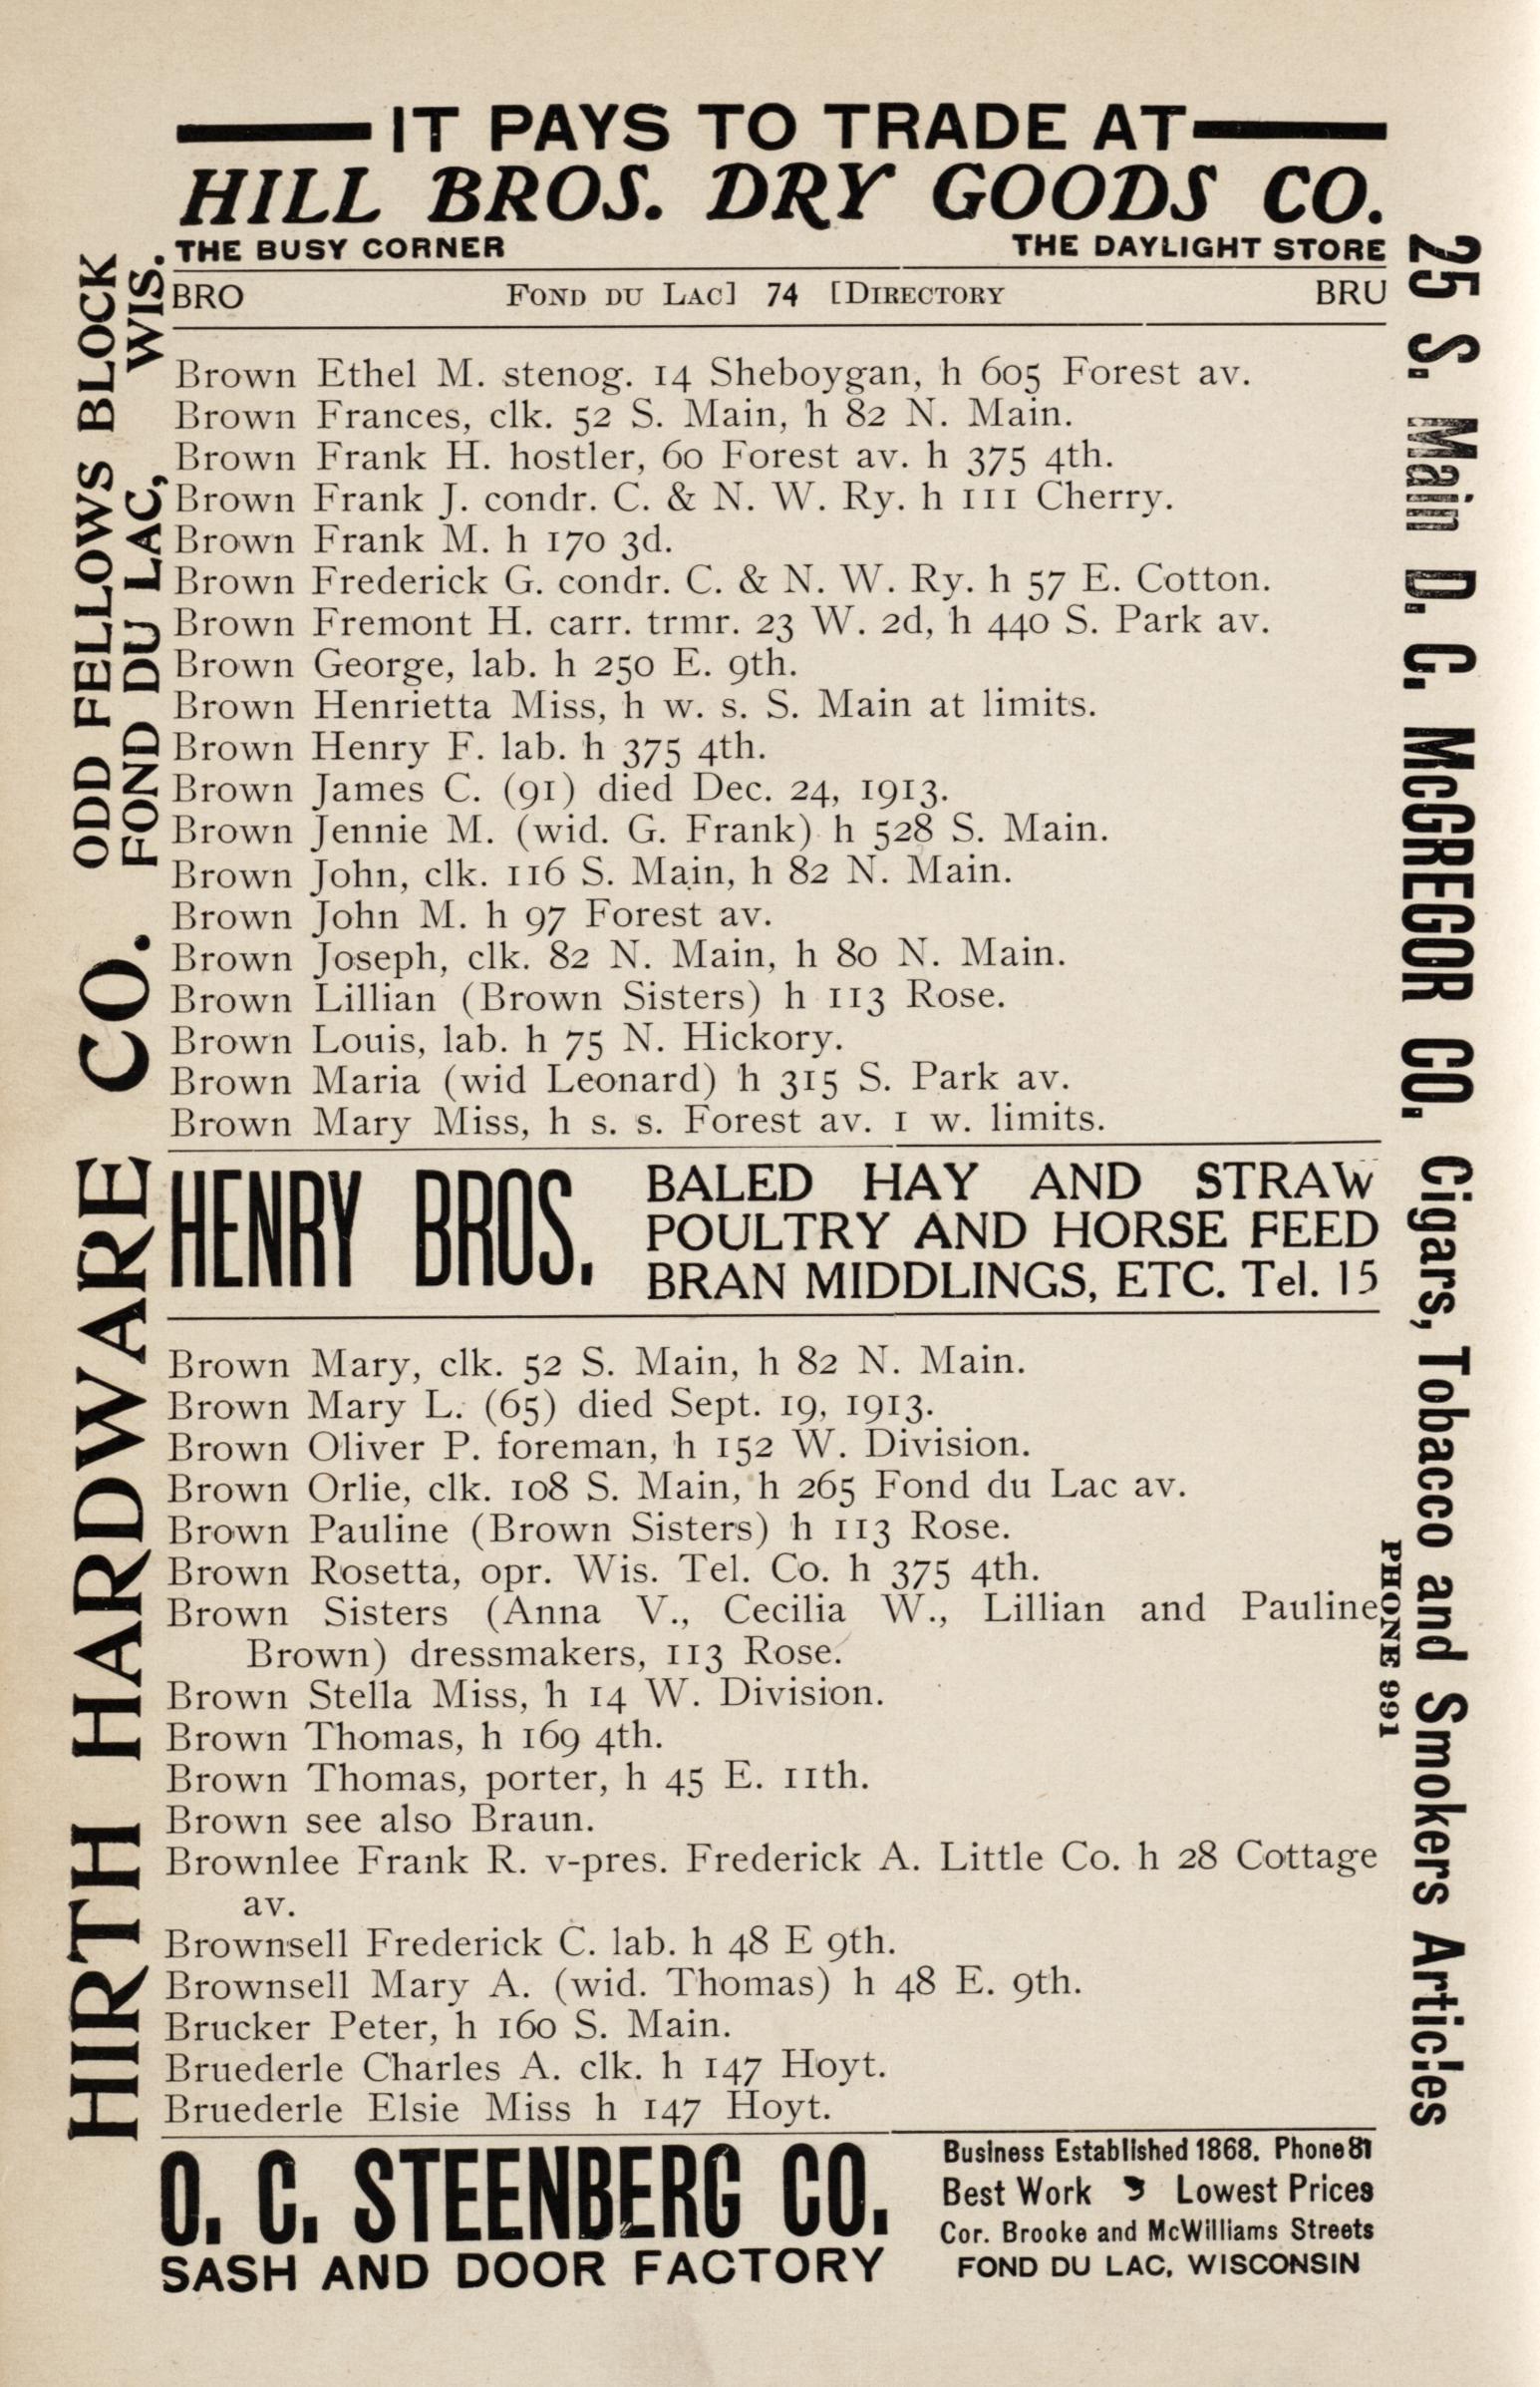 IT PAYS TO TRADE AT
HILL BROS. DRY GOODS CO.
THE BUSY CORNER THE DAYLIGHT STORE
BRO FOND DU LAC] 74 [DIRECTORY BRU
Brown Ethel M. stenog. 14 Sheboygan, h 605 Forest av.
Brown Frances, clk. 52 S. Main, h 82 N. Main.
Brown Frank H. hostler, 60 Forest av. h 375 4th.
Brown Frank J. condr. C. & N. W. Ry. h 111 Cherry.
Brown Frank M. h 170 3d.
Brown Frederick G. condr. C. & N. W. Ry. h 57 E. Cotton.
Brown Fremont H. carr. trmr. 23 W. 2d, h 440 S. Park av.
Brown George, lab. h 250 E. 9th.
Brown Henrietta Miss, h w. s. S. Main at limits.
Brown Henry F. lab. h 375 4th.
Brown James C. (91) died Dec. 24, 1913.
Brown Jennie M. (wid. G. Frank) h 528 S. Main.
Brown John, clk. 116 S. Main, h 82 N. Main.
Brown John M. h 97 Forest av.
Brown Joseph, clk. 82 N. Main, h 80 N. Main.
Brown Lillian (Brown Sisters) h 113 Rose.
Brown Louis, lab. h 75 N. Hickory.
Brown Maria (wid Leonard) h 315 S. Park av.
Brown Mary Miss, h s. s. Forest av. 1 w. limits.
HENRY BROS.
BALED HAY AND STRAW
POULTRY AND HORSE FEED
BRAN MIDDLINGS, ETC. Tel. 15
Brown Mary, clk. 52 S. Main, h 82 N. Main.
Brown Mary L. (65) died Sept. 19, 1913.
Brown Oliver P. foreman, h 152 W. Division.
Brown Orlie, clk. 108 S. Main, h 265 Fond du Lac av.
Brown Pauline (Brown Sisters) h 113 Rose.
Brown Rosetta, opr. Wis. Tel. Co. h 375 4th.
Brown Sisters (Anna V., Cecilia W., Lillian and Pauline
Brown) dressmakers, 113 Rose.
Brown Stella Miss, h 14 W. Division.
Brown Thomas, h 169 4th.
Brown Thomas, porter, h 45 E. 11th.
Brown see also Braun.
Brownlee Frank R. v-pres. Frederick A. Little Co. h 28 Cottage
av.
Brownsell Frederick C. lab. h 48 E 9th.
Brownsell Mary A. (wid. Thomas) h 48 E. 9th.
Brucker Peter, h 160 S. Main.
Bruederle Charles A. clk. h 147 Hoyt.
Bruederle Elsie Miss h 147 Hoyt.
O. C. STEENBERG CO.
SASH AND DOOR FACTORY
Business Established 1868. Phone 81
Best Work Lowest Prices
Cor. Brooke and McWilliams Streets
FOND DU LAC, WISCONSIN
HIRTH HARDWARE CO.
ODD FELLOWS BLOCK
FOND DU LAC, WIS.
25 S. Main D. C. McGREGOR CO. Cigars, Tobacco and Smokers Articles
PHONE 991